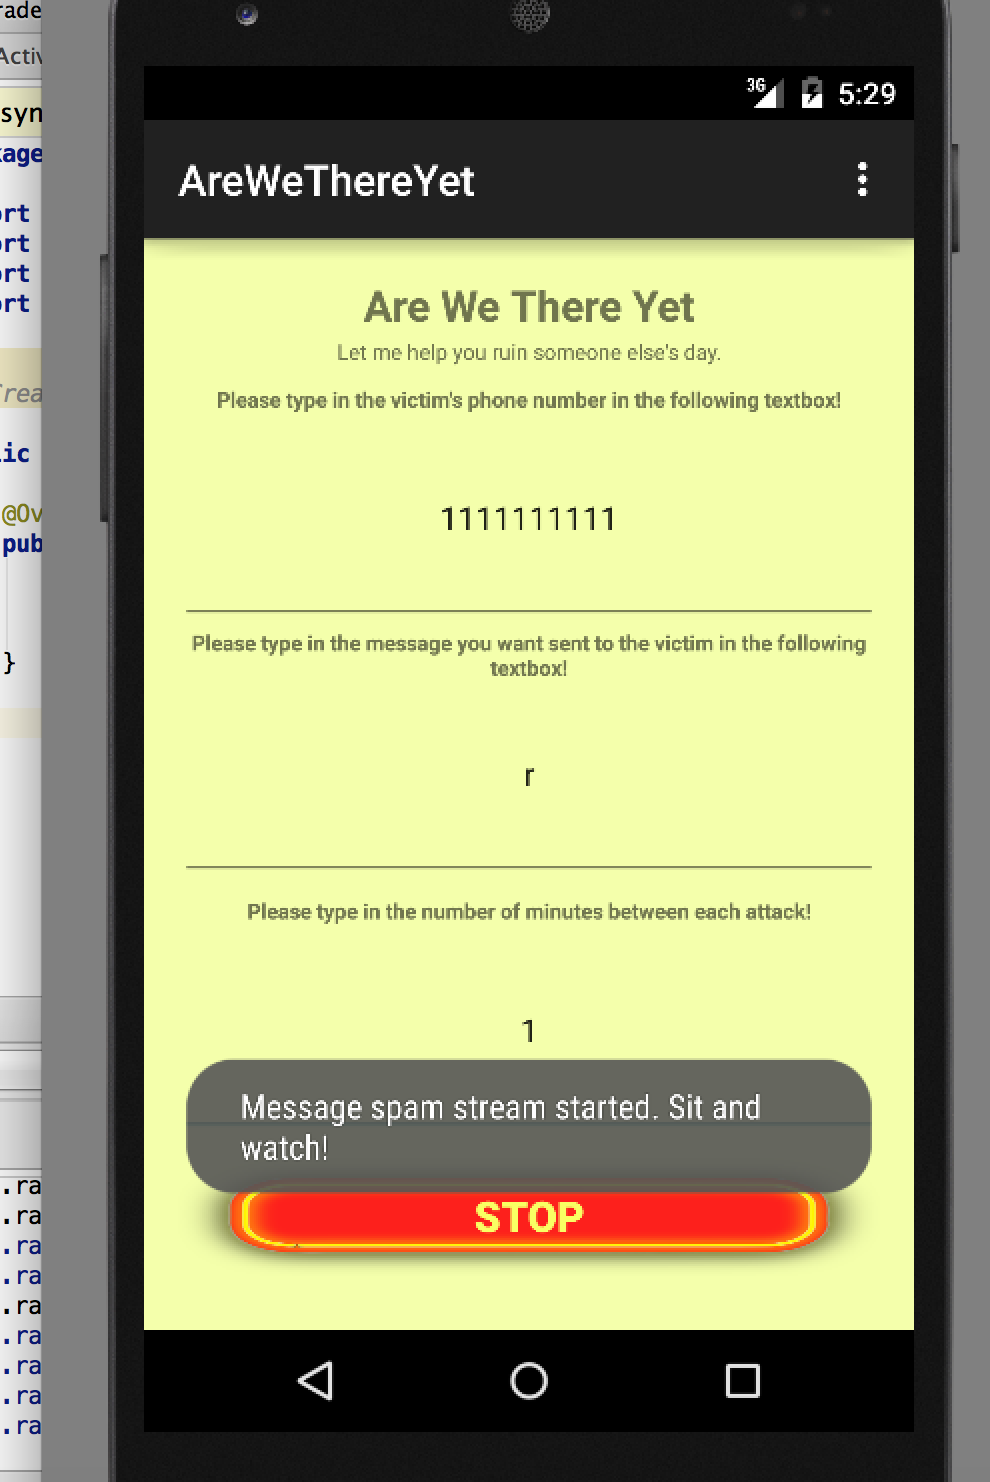 rade
Activ
syn
kage
ort
ort
ort
ort
rea
lic
@Ov
pub
}
3G 5:29
AreWeThereYet
Are We There Yet
Let me help you ruin someone else's day.
Please type in the victim's phone number in the following textbox!
1111111111
Please type in the message you want sent to the victim in the following
textbox!
r
Please type in the number of minutes between each attack!
1
Message spam stream started. Sit and
watch!
STOP
.ra
.ra
.ra
.ra
.ra
.ra
.ra
.ra
.ra